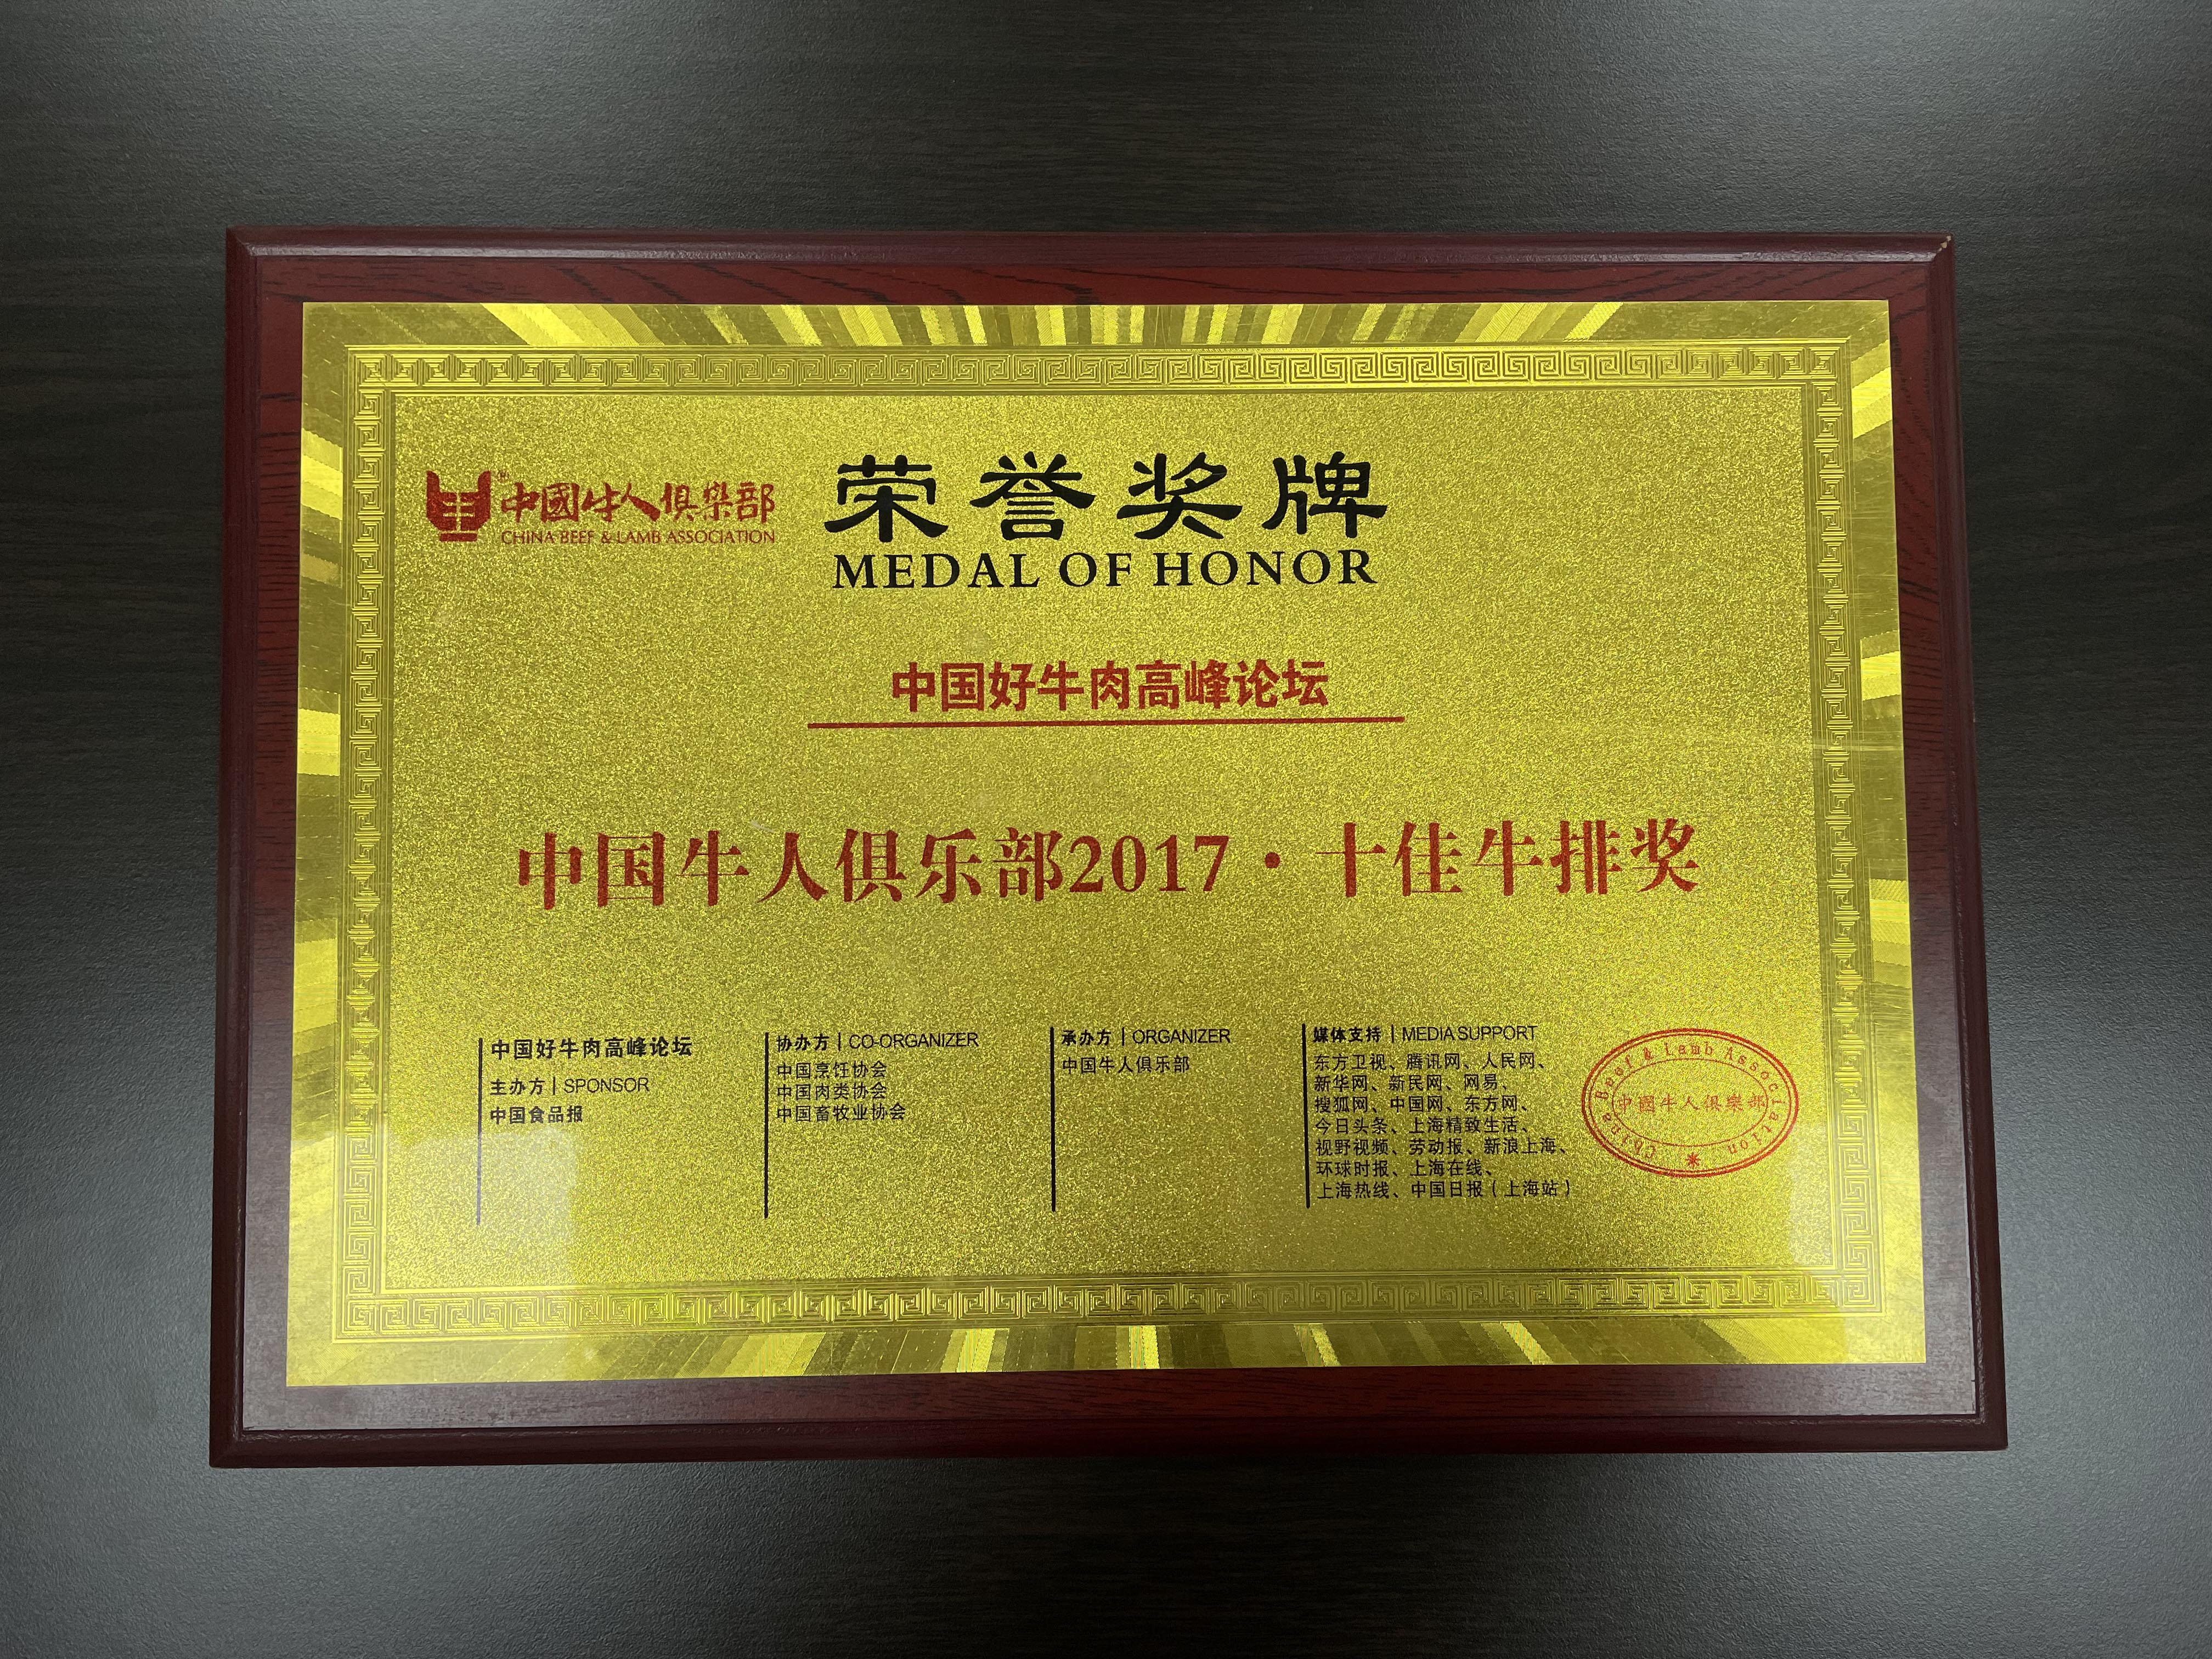 中國牛人俱樂部
CHINA BEEF & LAMB ASSOCIATION
荣誉奖牌
MEDAL OF HONOR
中国好牛肉高峰论坛
中国牛人俱乐部2017·十佳牛排奖
中国好牛肉高峰论坛
主办方 | SPONSOR
中国食品报
协办方 | CO-ORGANIZER
中国烹饪协会
中国肉类协会
中国畜牧业协会
承办方 | ORGANIZER
中国牛人俱乐部
媒体支持 | MEDIA SUPPORT
东方卫视、腾讯网、人民网、
新华网、新民网、网易、
搜狐网、中国网、东方网、
今日头条、上海精致生活、
视野视频、劳动报、新浪上海、
环球时报、上海在线、
上海热线、中国日报（上海站）
China Beef & Lamb Association
中國牛人俱樂部